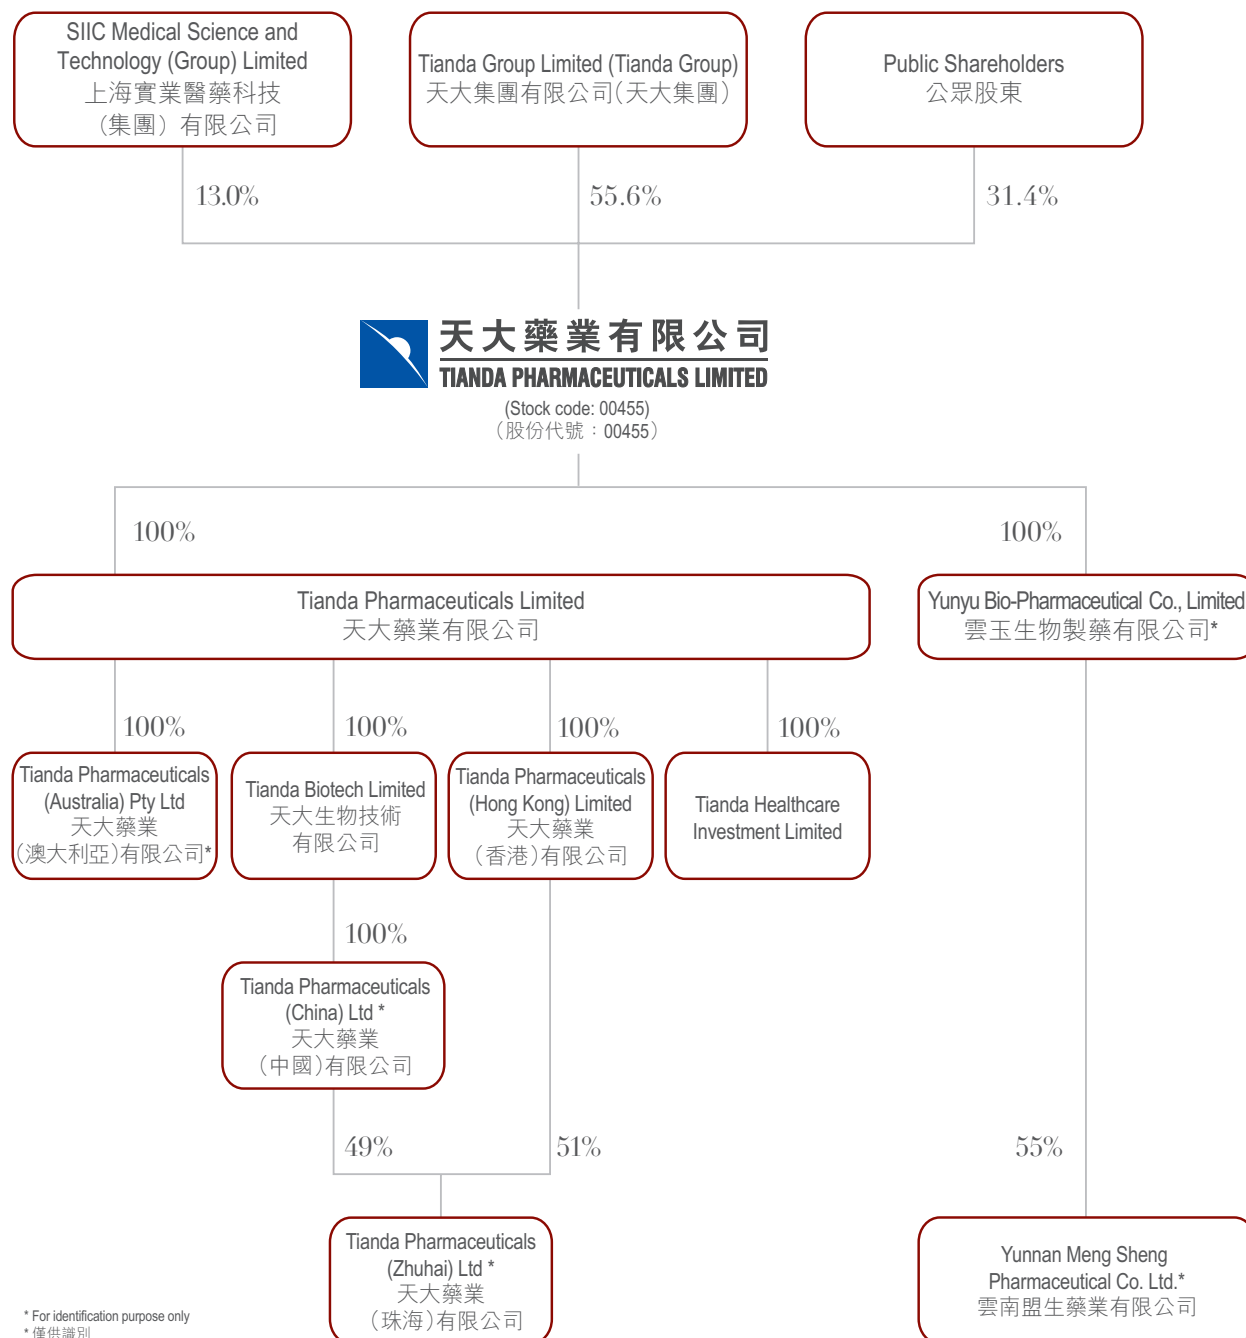 SIIC Medical Science and
Technology (Group) Limited
上海實業醫藥科技
（集團）有限公司
Tianda Group Limited (Tianda Group)
天大集團有限公司（天大集團）
Public Shareholders
公眾股東
13.0%
55.6%
31.4%
天大藥業有限公司
TIANDA PHARMACEUTICALS LIMITED
(Stock code: 00455)
（股份代號：00455）
100%
100%
Tianda Pharmaceuticals Limited
天大藥業有限公司
Yunyu Bio-Pharmaceutical Co., Limited
雲玉生物製藥有限公司*
100%
100%
100%
100%
Tianda Pharmaceuticals
(Australia) Pty Ltd
天大藥業
（澳大利亞）有限公司*
Tianda Biotech Limited
天大生物技術
有限公司
Tianda Pharmaceuticals
(Hong Kong) Limited
天大藥業
（香港）有限公司
Tianda Healthcare
Investment Limited
100%
Tianda Pharmaceuticals
(China) Ltd *
天大藥業
（中國）有限公司
49%
51%
55%
Tianda Pharmaceuticals
(Zhuhai) Ltd *
天大藥業
（珠海）有限公司
Yunnan Meng Sheng
Pharmaceutical Co. Ltd.*
雲南盟生藥業有限公司
* For identification purpose only
* 僅供識別